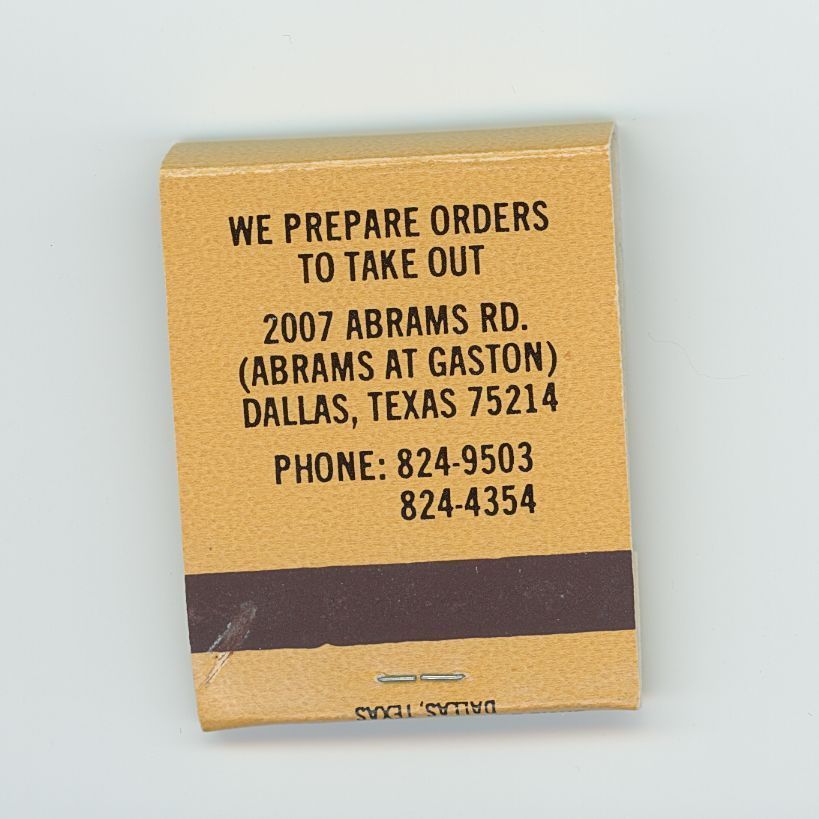 WE PREPARE ORDERS
TO TAKE OUT
2007 ABRAMS RD.
(ABRAMS AT GASTON)
DALLAS, TEXAS 75214
PHONE: 824-9503
824-4354
DALLAS, TEXAS